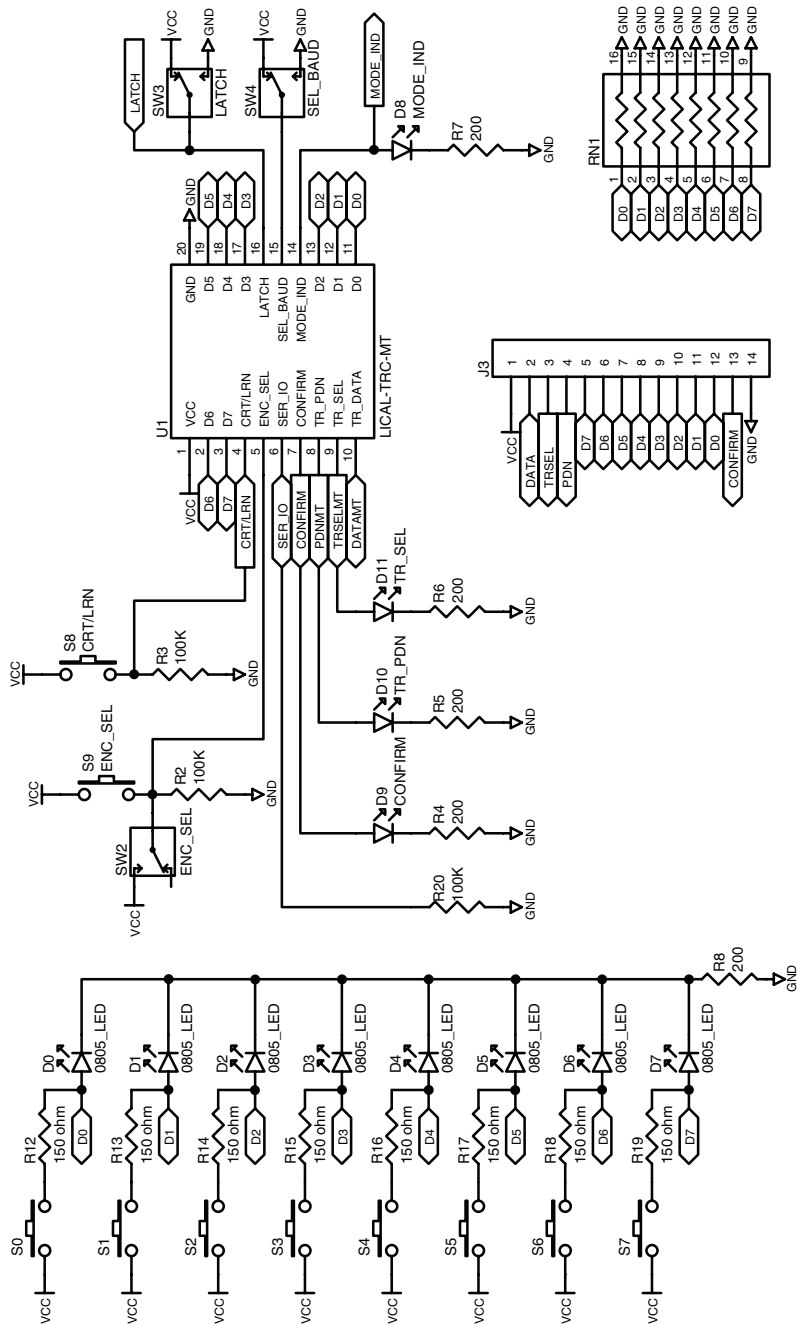 VCC
S0
R12
150 ohm
D0
D0
0805_LED
VCC
S1
R13
150 ohm
D1
D1
0805_LED
VCC
S2
R14
150 ohm
D2
D2
0805_LED
VCC
S3
R15
150 ohm
D3
D3
0805_LED
VCC
S4
R16
150 ohm
D4
D4
0805_LED
VCC
S5
R17
150 ohm
D5
D5
0805_LED
VCC
S6
R18
150 ohm
D6
D6
0805_LED
VCC
S7
R19
150 ohm
D7
D7
0805_LED
R8
200
GND
VCC
SW2
ENC_SEL
VCC
S9
ENC_SEL
R2
100K
GND
VCC
S8
CRT/LRN
R3
100K
GND
R20
100K
GND
D9
CONFIRM
R4
200
GND
D10
TR_PDN
R5
200
GND
D11
TR_SEL
R6
200
GND
VCC
D6
D7
CRT/LRN
SER_IO
CONFIRM
PDNMT
TRSELMT
DATAMT
U1
1 VCC GND 20
2 D6 D5 19
3 D7 D4 18
4 CRT/LRN D3 17
5 ENC_SEL LATCH 16
6 SER_IO SEL_BAUD 15
7 CONFIRM MODE_IND 14
8 TR_PDN D2 13
9 TR_SEL D1 12
10 TR_DATA D0 11
LICAL-TRC-MT
GND
D5
D4
D3
D2
D1
D0
LATCH
SW3
LATCH
VCC
GND
SW4
SEL_BAUD
VCC
GND
MODE_IND
D8
MODE_IND
R7
200
GND
J3
VCC 1
DATA 2
TRSEL 3
PDN 4
D7 5
D6 6
D5 7
D4 8
D3 9
D2 10
D1 11
D0 12
CONFIRM 13
GND 14
RN1
D0 1 16 GND
D1 2 15 GND
D2 3 14 GND
D3 4 13 GND
D4 5 12 GND
D5 6 11 GND
D6 7 10 GND
D7 8 9 GND